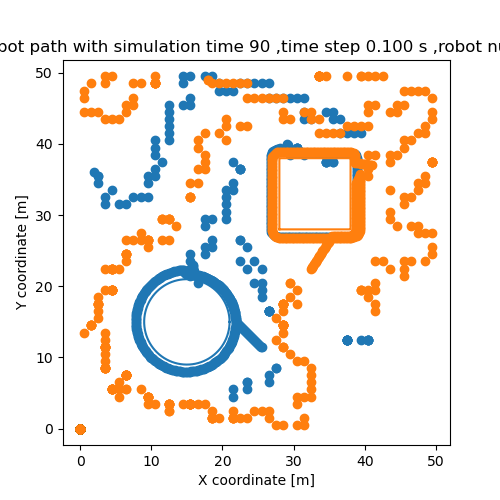 bot path with simulation time 90 ,time step 0.100 s ,robot nu
50
40
30
20
10
0
Y coordinate [m]
0 10 20 30 40 50
X coordinate [m]